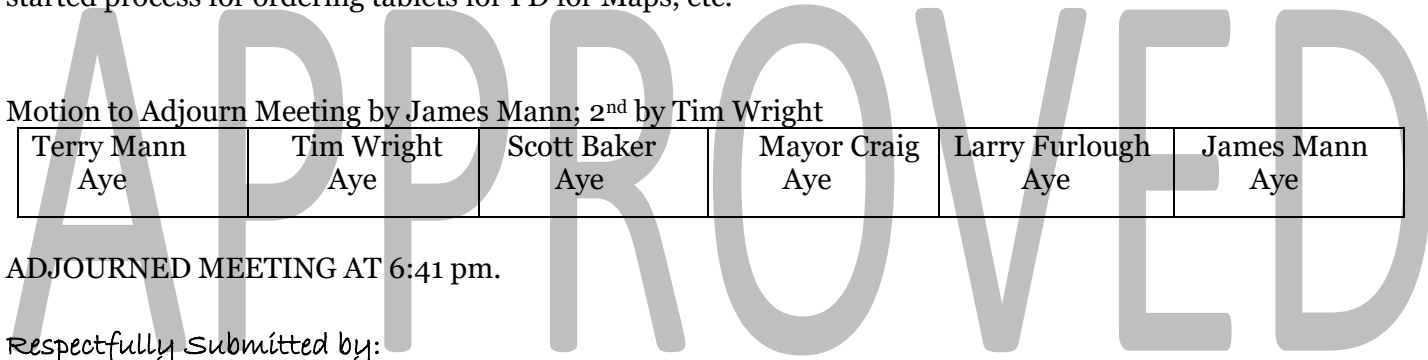 started process for ordering tablets for FD for Maps, etc.
APPROVED
Motion to Adjourn Meeting by James Mann; 2nd by Tim Wright
Terry Mann Tim Wright Scott Baker Mayor Craig Larry Furlough James Mann
Aye Aye Aye Aye Aye Aye
ADJOURNED MEETING AT 6:41 pm.
Respectfully Submitted by: